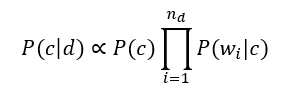 P(c|d) ∝ P(c) ∏_{i=1}^{n_d} P(w_i|c)